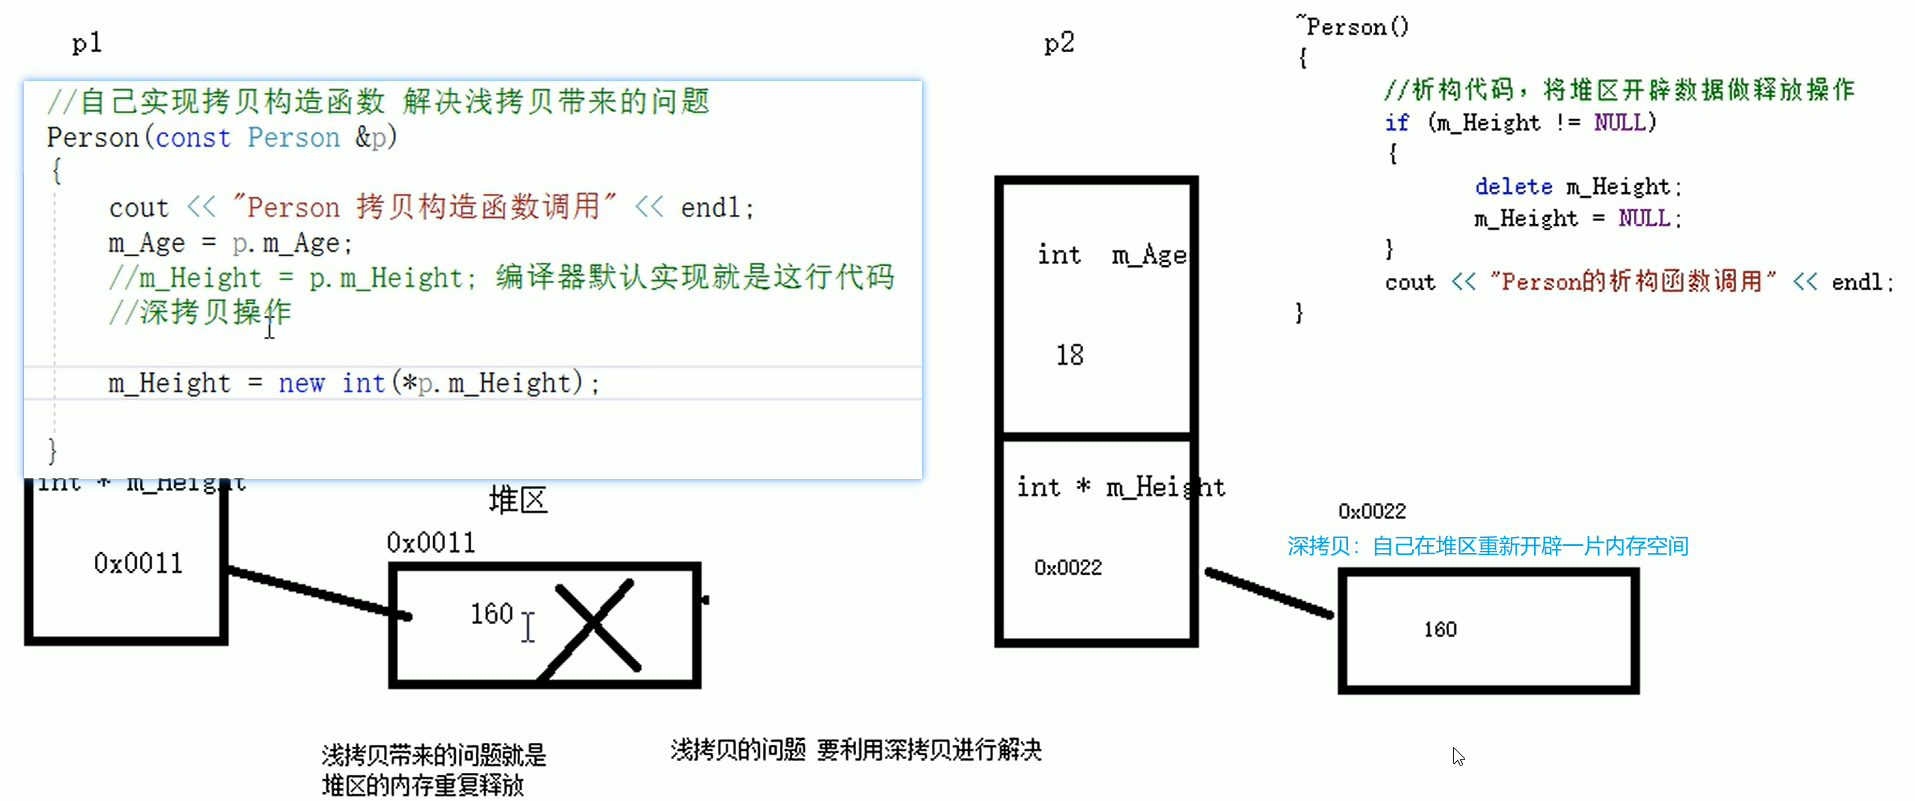 p1
//自己实现拷贝构造函数 解决浅拷贝带来的问题
Person(const Person &p)
{
cout << "Person 拷贝构造函数调用" << endl;
m_Age = p.m_Age;
//m_Height = p.m_Height; 编译器默认实现就是这行代码
//深拷贝操作
m_Height = new int(*p.m_Height);
}
int * m_Height
0x0011
堆区
0x0011
160
浅拷贝带来的问题就是
堆区的内存重复释放
浅拷贝的问题 要利用深拷贝进行解决
p2
int m_Age
18
int * m_Height
0x0022
~Person()
{
//析构代码，将堆区开辟数据做释放操作
if (m_Height != NULL)
{
delete m_Height;
m_Height = NULL;
}
cout << "Person的析构函数调用" << endl;
}
0x0022
深拷贝：自己在堆区重新开辟一片内存空间
160